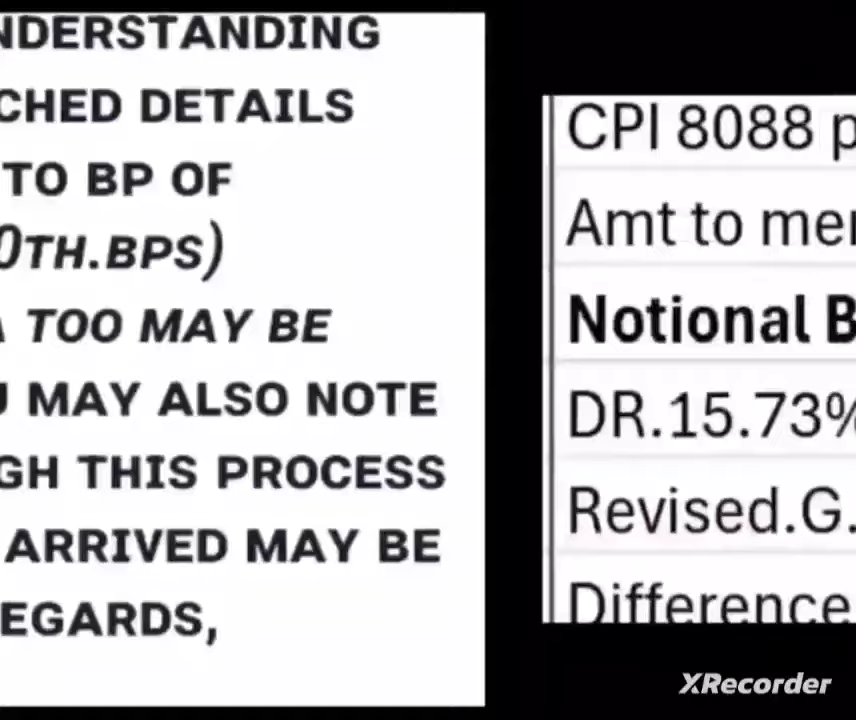 NDERSTANDING
CHED DETAILS
TO BP OF
0TH.BPS)
TOO MAY BE
U MAY ALSO NOTE
GH THIS PROCESS
ARRIVED MAY BE
EGARDS,
CPI 8088 p
Amt to mer
Notional B
DR.15.73%
Revised.G.
Difference
XRecorder